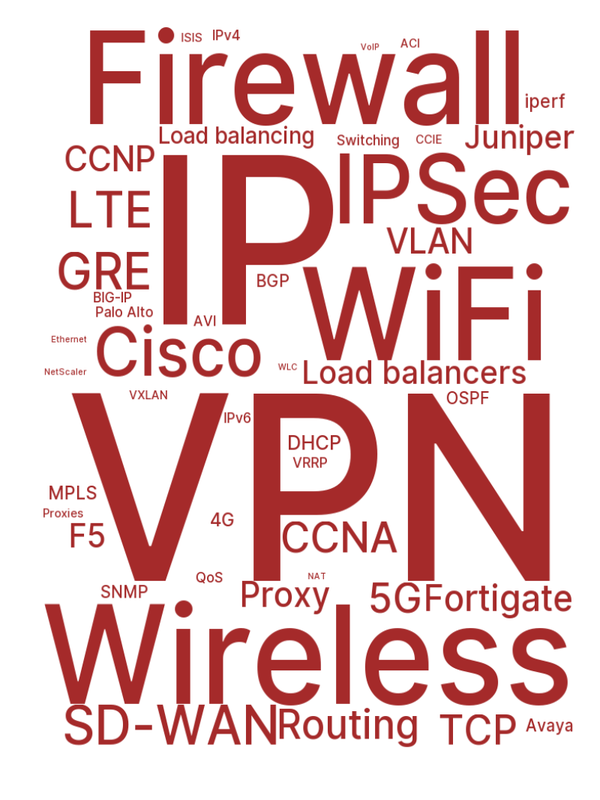 Firewall
ISIS
IPv4
VoIP
ACI
iperf
Load balancing
Switching
CCIE
Juniper
CCNP
IP
IPSec
LTE
VLAN
GRE
BGP
WiFi
BIG-IP
Palo Alto
AVI
Ethernet
Cisco
NetScaler
WLC
Load balancers
VXLAN
OSPF
VPN
IPv6
DHCP
VRRP
MPLS
Proxies
4G
F5
CCNA
QoS
NAT
SNMP
Proxy
5G
Fortigate
Wireless
SD-WAN
Routing
TCP
Avaya